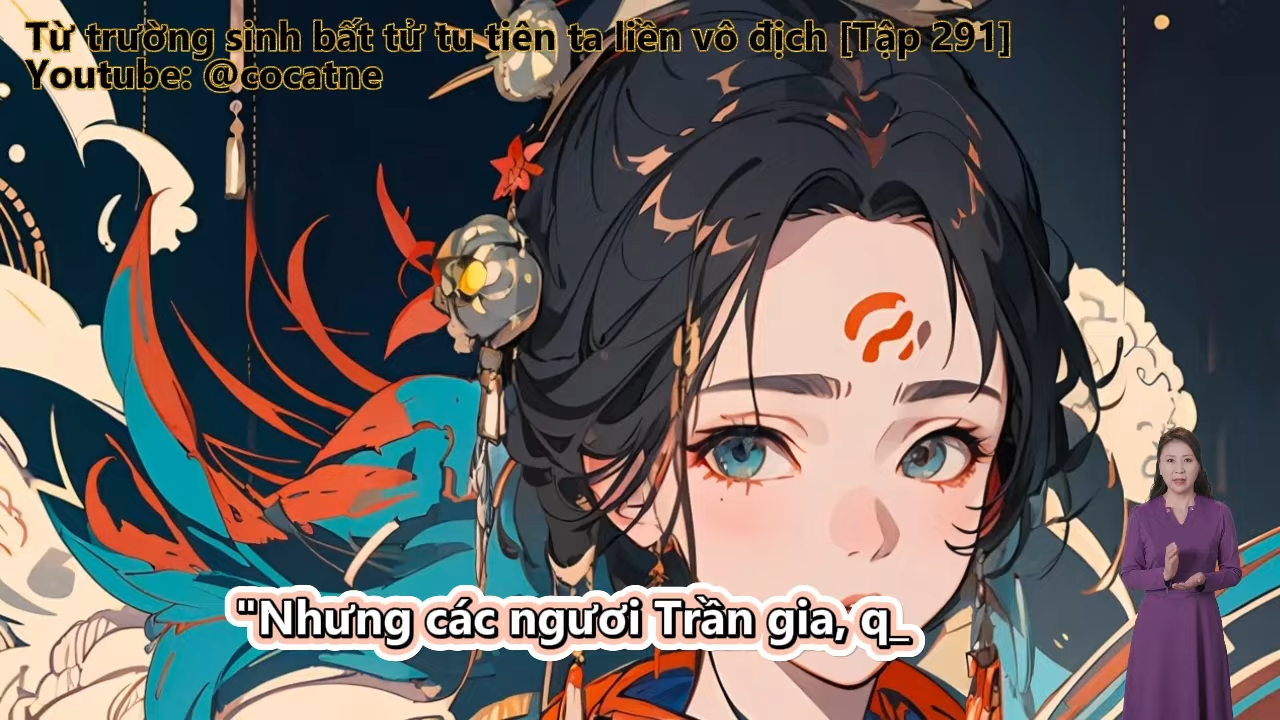 Từ trường sinh bất tử tu tiên ta liền vô địch [Tập 291]
Youtube: @cocatne
"Nhưng các ngươi Trần gia, q_